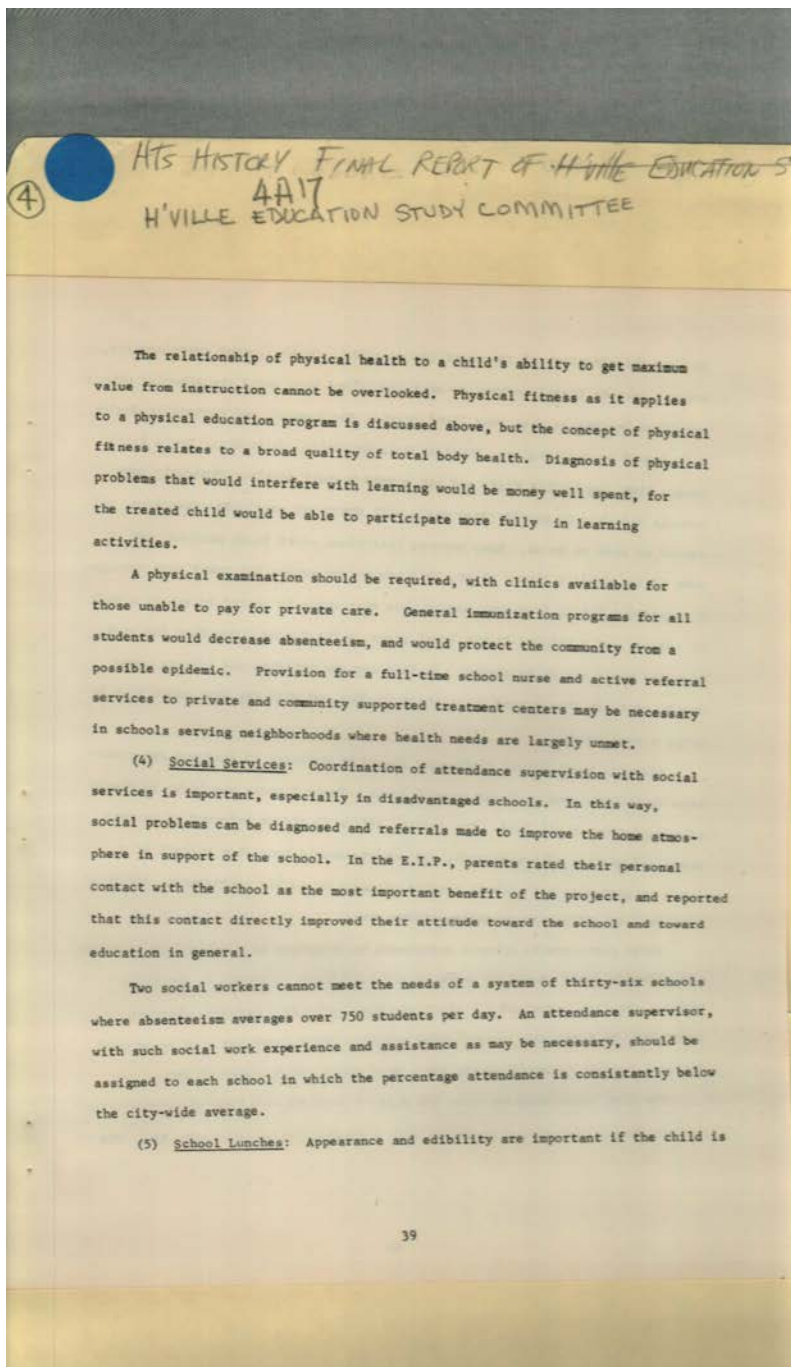 HTS HISTORY FINAL REPORT OF H'VILLE EDUCATION S
4A17
④
H'VILLE EDUCATION STUDY COMMITTEE
The relationship of physical health to a child's ability to get maximum
value from instruction cannot be overlooked. Physical fitness as it applies
to a physical education program is discussed above, but the concept of physical
fitness relates to a broad quality of total body health. Diagnosis of physical
problems that would interfere with learning would be money well spent, for
the treated child would be able to participate more fully in learning
activities.
A physical examination should be required, with clinics available for
those unable to pay for private care. General immunization programs for all
students would decrease absenteeism, and would protect the community from a
possible epidemic. Provision for a full-time school nurse and active referral
services to private and community supported treatment centers may be necessary
in schools serving neighborhoods where health needs are largely unmet.
(4) Social Services: Coordination of attendance supervision with social
services is important, especially in disadvantaged schools. In this way,
social problems can be diagnosed and referrals made to improve the home atmos-
phere in support of the school. In the E.I.P., parents rated their personal
contact with the school as the most important benefit of the project, and reported
that this contact directly improved their attitude toward the school and toward
education in general.
Two social workers cannot meet the needs of a system of thirty-six schools
where absenteeism averages over 750 students per day. An attendance supervisor,
with such social work experience and assistance as may be necessary, should be
assigned to each school in which the percentage attendance is consistantly below
the city-wide average.
(5) School Lunches: Appearance and edibility are important if the child is
39